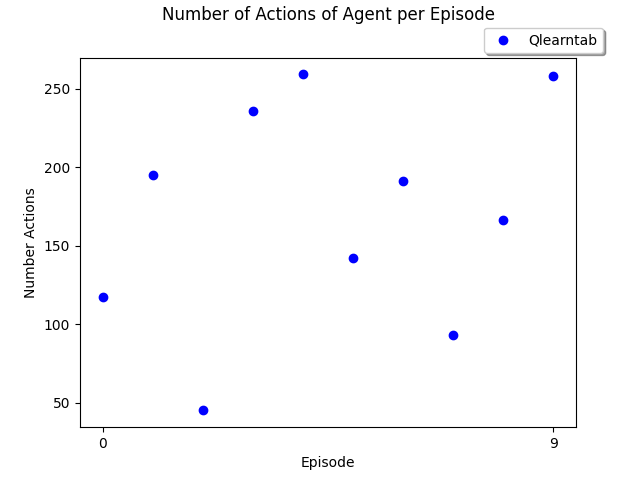 Number of Actions of Agent per Episode
Qlearntab
250
200
150
100
50
Number Actions
0
9
Episode